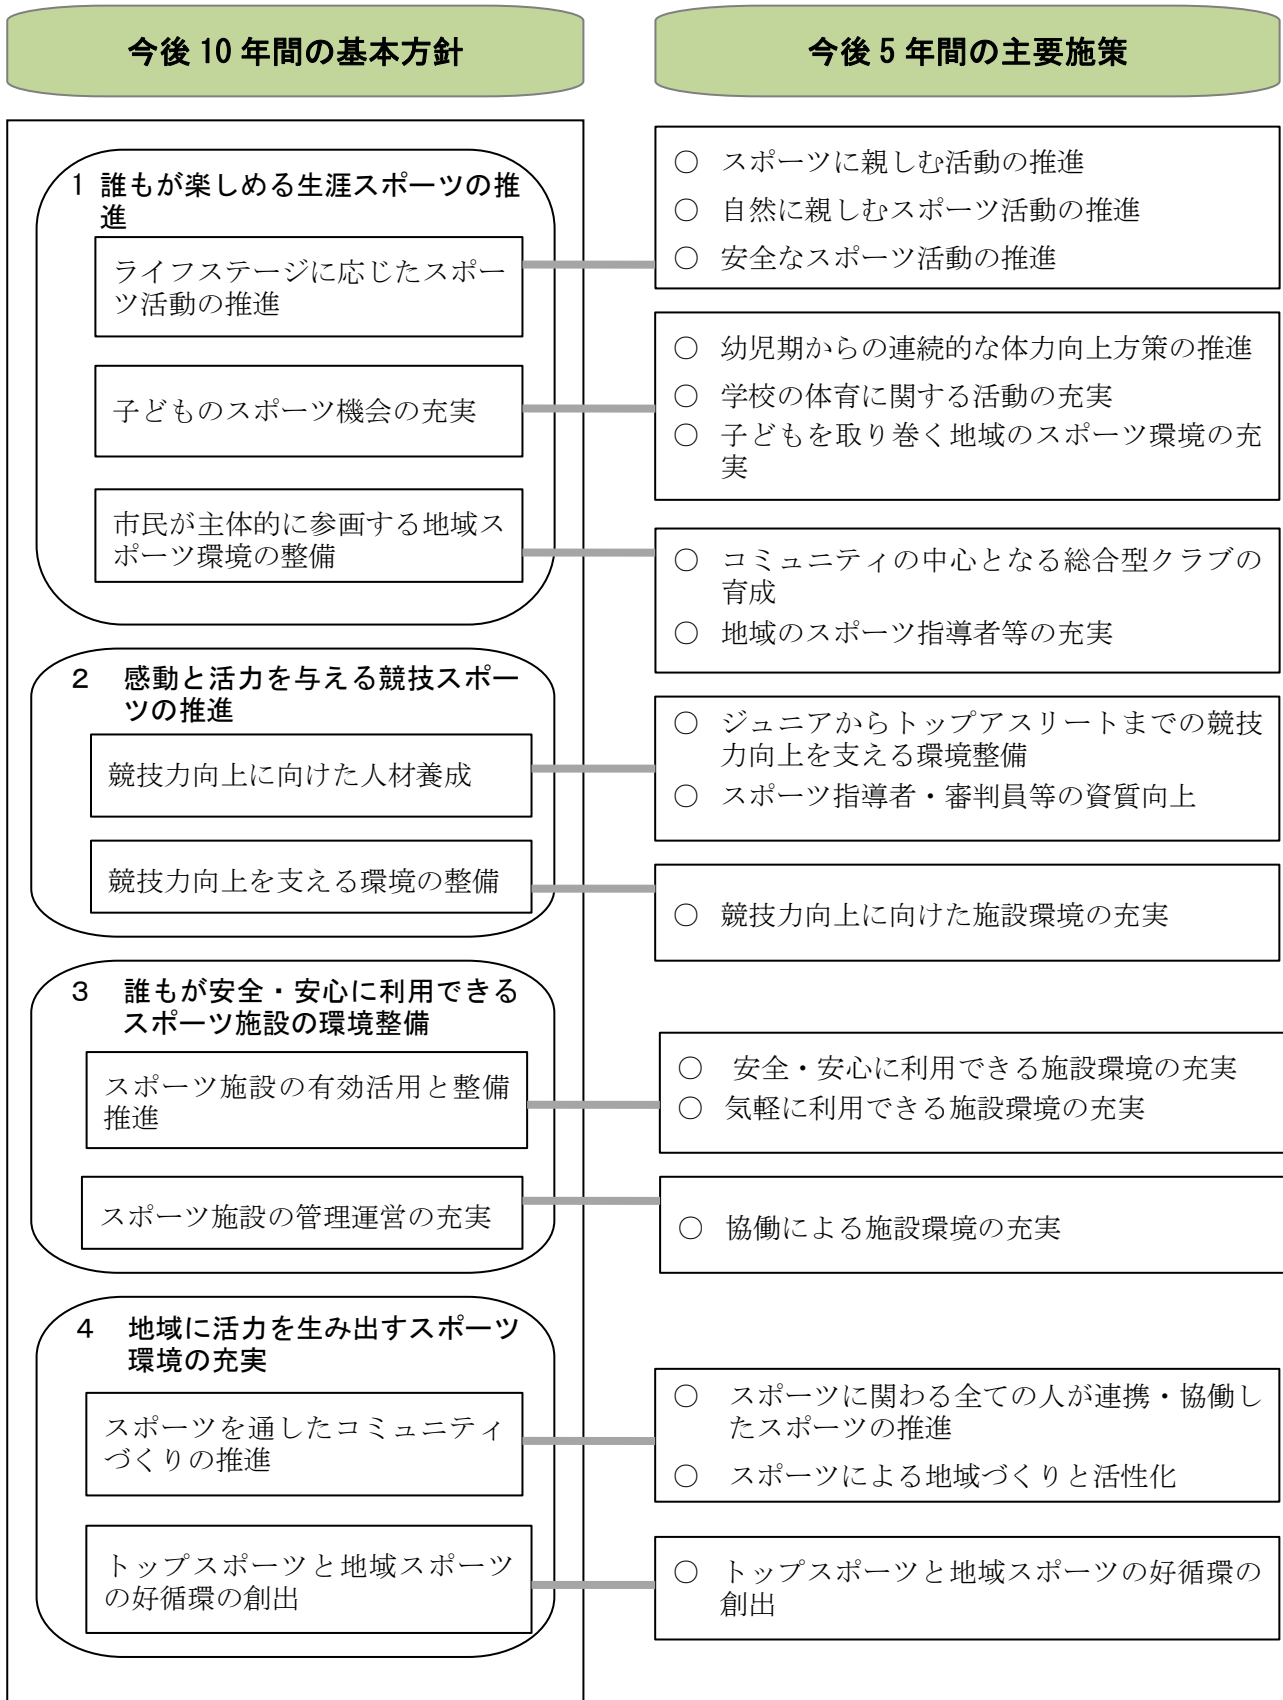 今後 10 年間の基本方針
今後 5 年間の主要施策
1 誰もが楽しめる生涯スポーツの推
進
ライフステージに応じたスポー
ツ活動の推進
○ スポーツに親しむ活動の推進
○ 自然に親しむスポーツ活動の推進
○ 安全なスポーツ活動の推進
子どものスポーツ機会の充実
○ 幼児期からの連続的な体力向上方策の推進
○ 学校の体育に関する活動の充実
○ 子どもを取り巻く地域のスポーツ環境の充
実
市民が主体的に参画する地域ス
ポーツ環境の整備
○ コミュニティの中心となる総合型クラブの
育成
○ 地域のスポーツ指導者等の充実
2 感動と活力を与える競技スポー
ツの推進
競技力向上に向けた人材養成
○ ジュニアからトップアスリートまでの競技
力向上を支える環境整備
○ スポーツ指導者・審判員等の資質向上
競技力向上を支える環境の整備
○ 競技力向上に向けた施設環境の充実
3 誰もが安全・安心に利用できる
スポーツ施設の環境整備
スポーツ施設の有効活用と整備
推進
○ 安全・安心に利用できる施設環境の充実
○ 気軽に利用できる施設環境の充実
スポーツ施設の管理運営の充実
○ 協働による施設環境の充実
4 地域に活力を生み出すスポーツ
環境の充実
スポーツを通したコミュニティ
づくりの推進
○ スポーツに関わる全ての人が連携・協働し
たスポーツの推進
○ スポーツによる地域づくりと活性化
トップスポーツと地域スポーツ
の好循環の創出
○ トップスポーツと地域スポーツの好循環の
創出